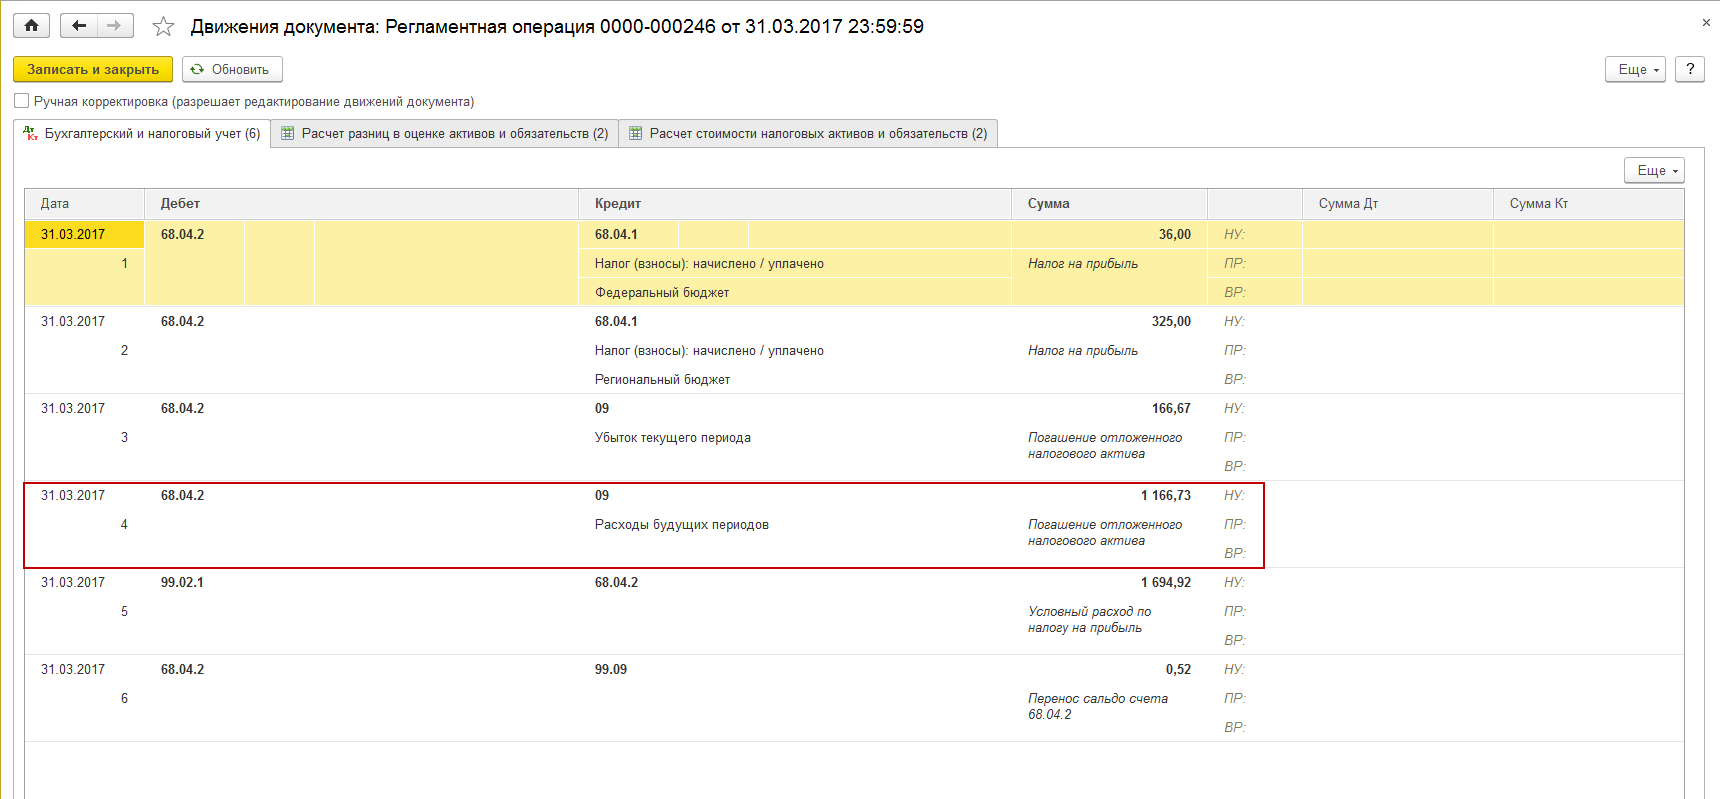 Движения документа: Регламентная операция 0000-000246 от 31.03.2017 23:59:59
×
Записать и закрыть Обновить Еще ?
Ручная корректировка (разрешает редактирование движений документа)
Дт Кт Бухгалтерский и налоговый учет (6) Расчет разниц в оценке активов и обязательств (2) Расчет стоимости налоговых активов и обязательств (2)
Еще
Дата Дебет Кредит Сумма Сумма Дт Сумма Кт
31.03.2017 68.04.2 68.04.1 36,00 НУ:
1 Налог (взносы): начислено / уплачено Налог на прибыль ПР:
Федеральный бюджет ВР:
31.03.2017 68.04.2 68.04.1 325,00 НУ:
2 Налог (взносы): начислено / уплачено Налог на прибыль ПР:
Региональный бюджет ВР:
31.03.2017 68.04.2 09 166,67 НУ:
3 Убыток текущего периода Погашение отложенного ПР:
налогового актива
ВР:
31.03.2017 68.04.2 09 1 166,73 НУ:
4 Расходы будущих периодов Погашение отложенного ПР:
налогового актива
ВР:
31.03.2017 99.02.1 68.04.2 1 694,92 НУ:
5 Условный расход по ПР:
налогу на прибыль
ВР:
31.03.2017 68.04.2 99.09 0,52 НУ:
6 Перенос сальдо счета ПР:
68.04.2
ВР: